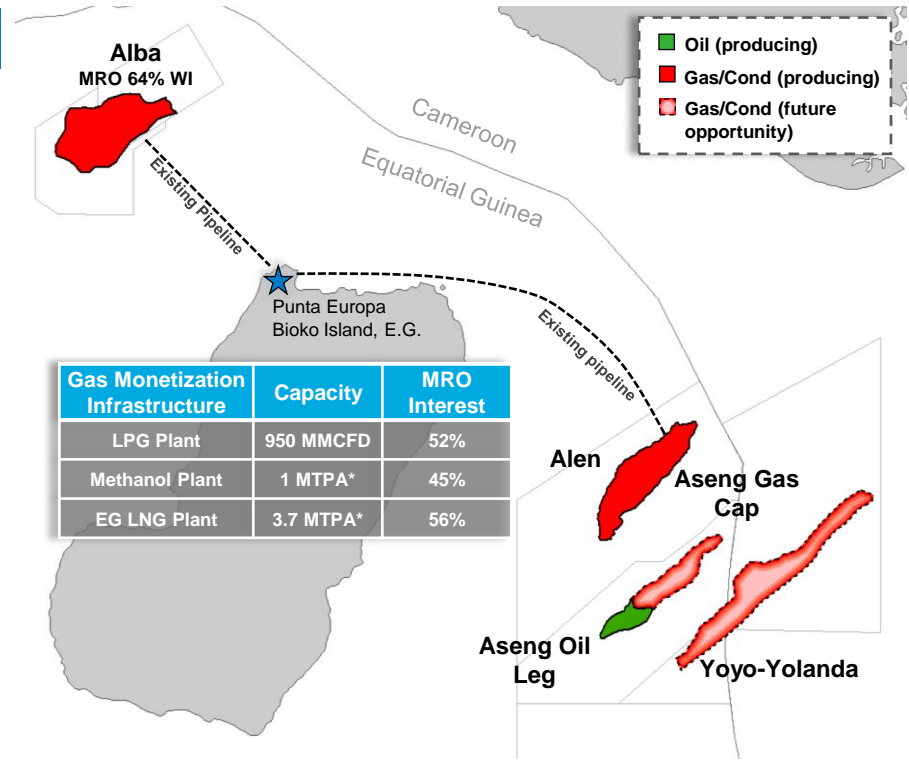 Alba
MRO 64% WI
Oil (producing)
Gas/Cond (producing)
Gas/Cond (future
opportunity)
Cameroon
Equatorial Guinea
Existing Pipeline
Punta Europa
Bioko Island, E.G.
Existing pipeline
Gas Monetization
Infrastructure
Capacity
MRO
Interest
LPG Plant
950 MMCFD
52%
Methanol Plant
1 MTPA*
45%
EG LNG Plant
3.7 MTPA*
56%
Alen
Aseng Gas
Cap
Aseng Oil
Leg
Yoyo-Yolanda